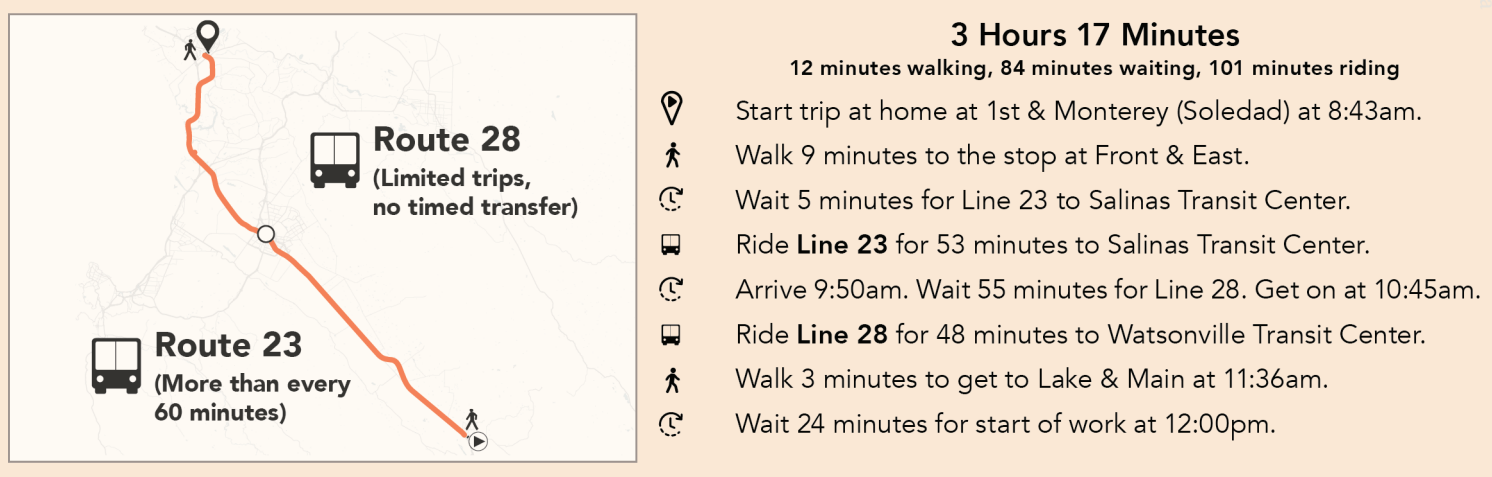 Route 28
(Limited trips,
no timed transfer)
Route 23
(More than every
60 minutes)
3 Hours 17 Minutes
12 minutes walking, 84 minutes waiting, 101 minutes riding
Start trip at home at 1st & Monterey (Soledad) at 8:43am.
Walk 9 minutes to the stop at Front & East.
Wait 5 minutes for Line 23 to Salinas Transit Center.
Ride Line 23 for 53 minutes to Salinas Transit Center.
Arrive 9:50am. Wait 55 minutes for Line 28. Get on at 10:45am.
Ride Line 28 for 48 minutes to Watsonville Transit Center.
Walk 3 minutes to get to Lake & Main at 11:36am.
Wait 24 minutes for start of work at 12:00pm.